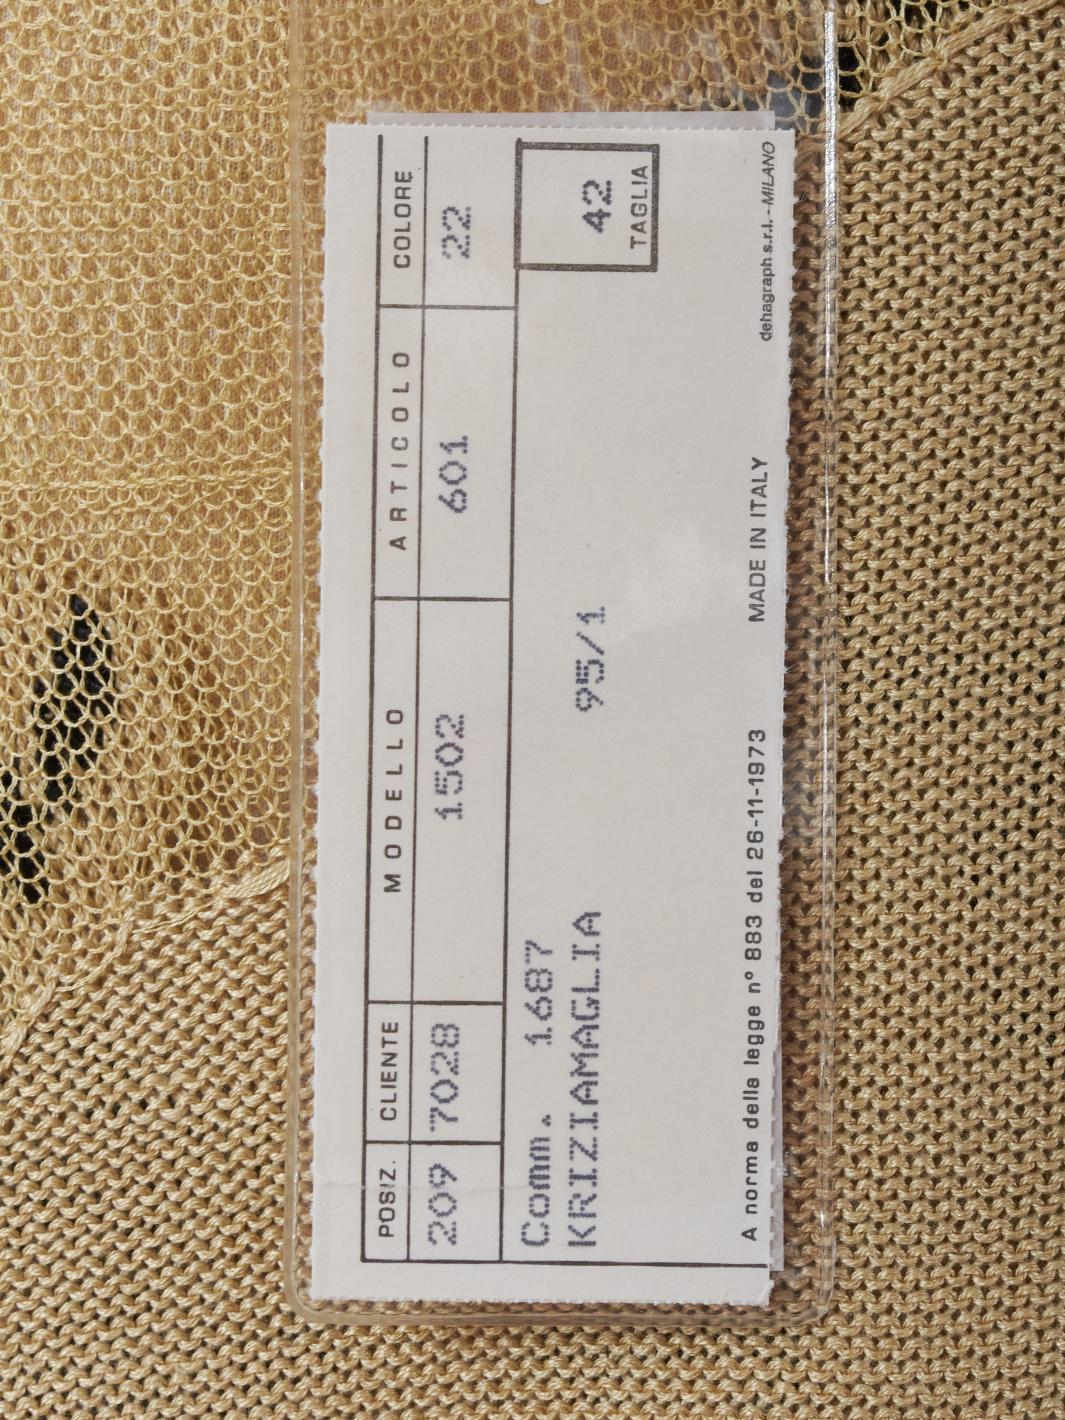 POSIZ. CLIENTE MODELLO ARTICOLO COLORE
209 7028 1502 601 22
Comm. 1687
KRIZIAMAGLIA 95/1 42
TAGLIA
A norma della legge n° 883 del 26-11-1973 MADE IN ITALY dehagraph s.r.l. - MILANO